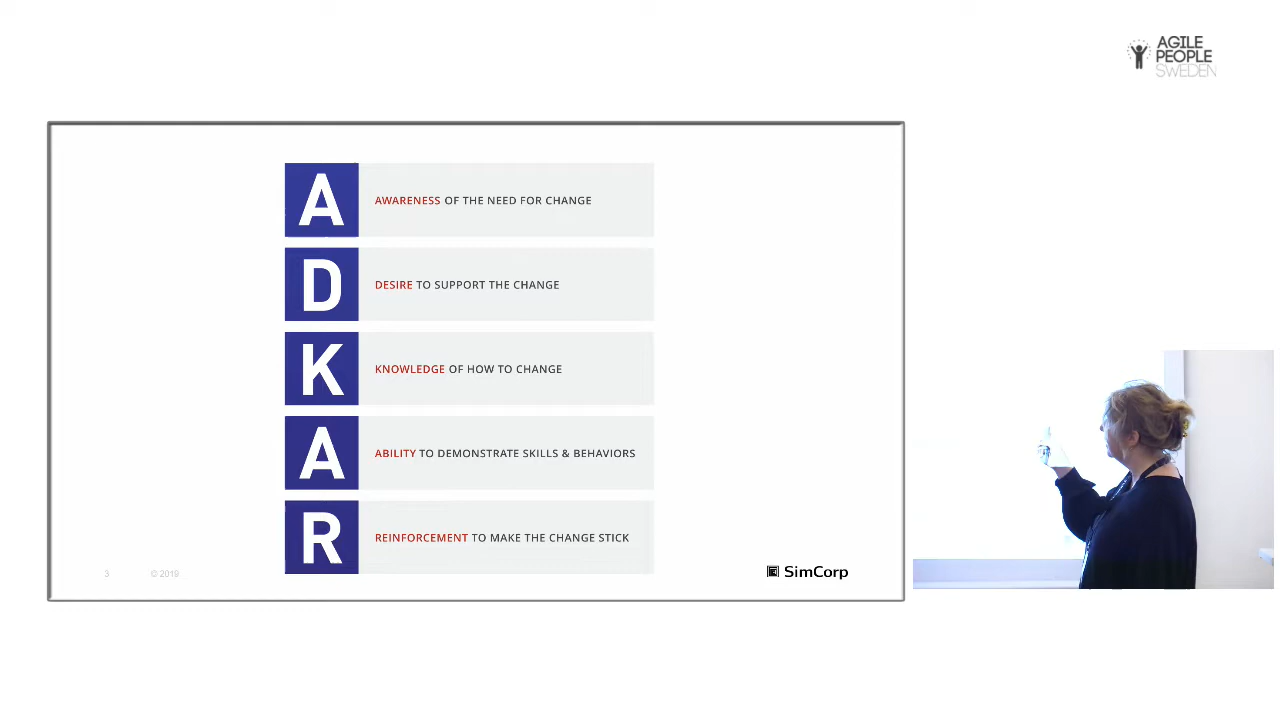 AGILE
PEOPLE
SWEDEN
A
AWARENESS OF THE NEED FOR CHANGE
D
DESIRE TO SUPPORT THE CHANGE
K
KNOWLEDGE OF HOW TO CHANGE
A
ABILITY TO DEMONSTRATE SKILLS & BEHAVIORS
R
REINFORCEMENT TO MAKE THE CHANGE STICK
3 © 2019
SimCorp